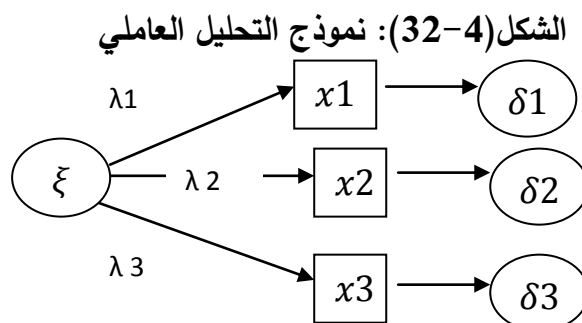 الشكل(4-32): نموذج التحليل العاملي
λ1 x1 δ1
ξ λ 2 x2 δ2
λ 3 x3 δ3